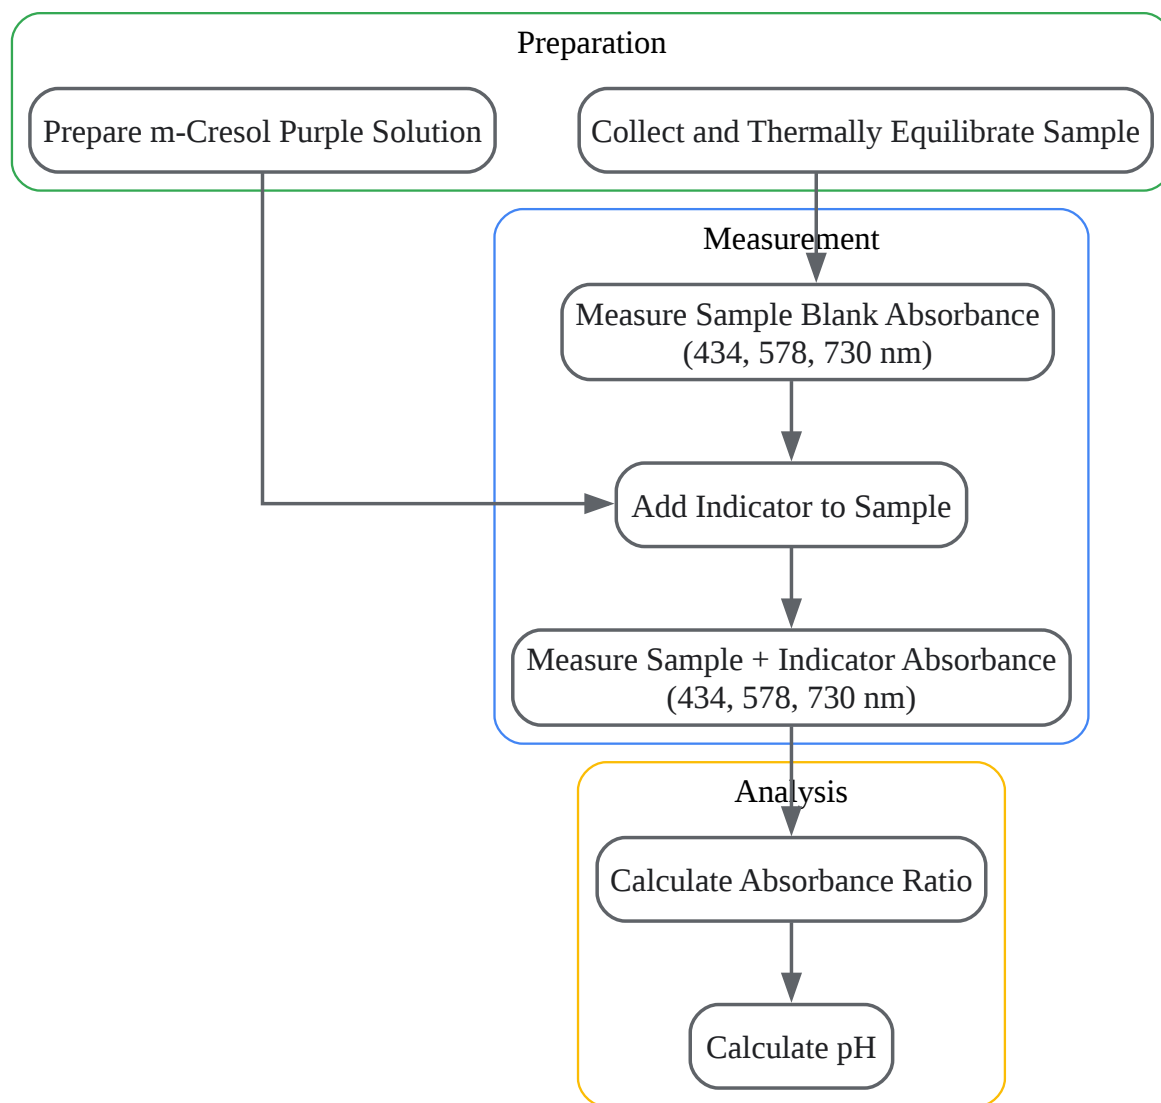 Preparation
Prepare m-Cresol Purple Solution
Collect and Thermally Equilibrate Sample
Measurement
Measure Sample Blank Absorbance
(434, 578, 730 nm)
Add Indicator to Sample
Measure Sample + Indicator Absorbance
(434, 578, 730 nm)
Analysis
Calculate Absorbance Ratio
Calculate pH